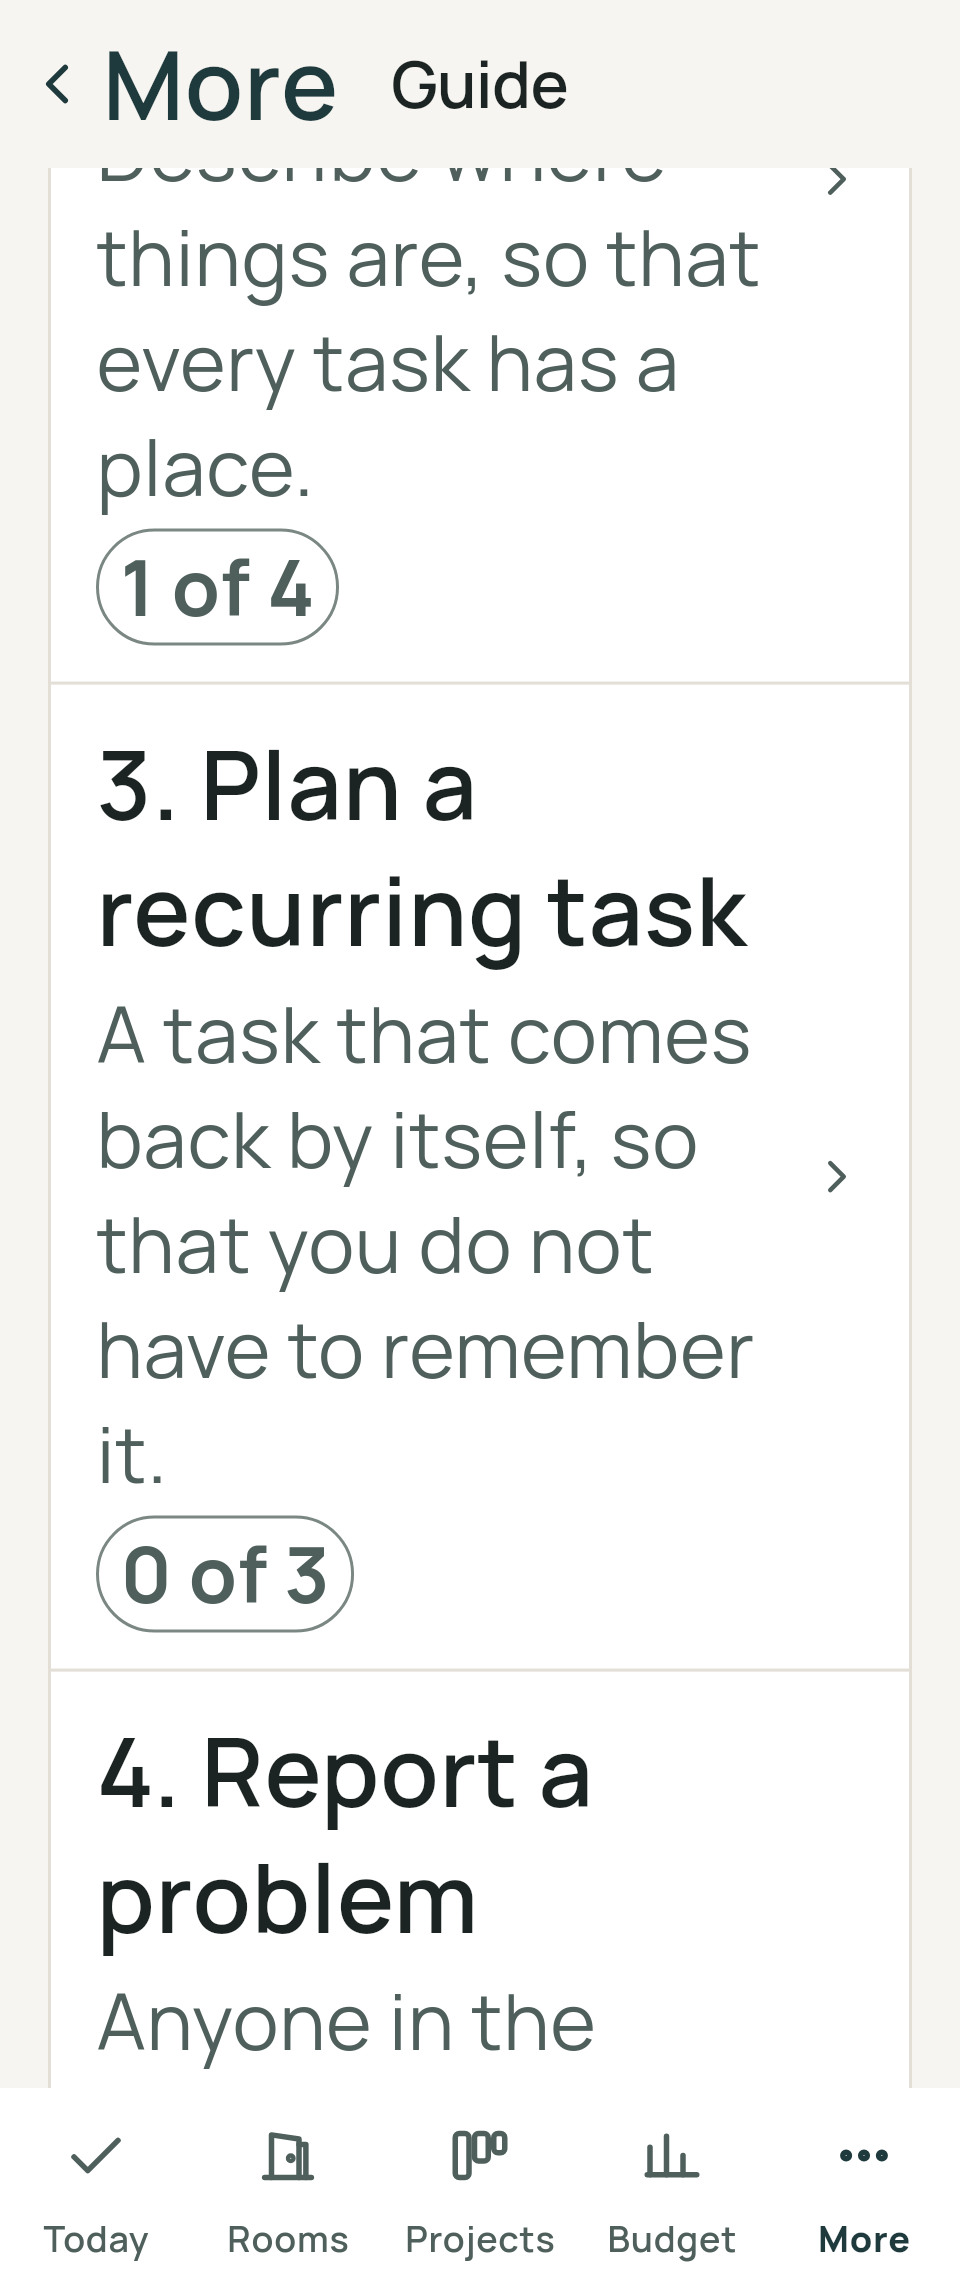 More Guide
Describe where
things are, so that
every task has a
place.
1 of 4
3. Plan a
recurring task
A task that comes
back by itself, so
that you do not
have to remember
it.
0 of 3
4. Report a
problem
Anyone in the
Today Rooms Projects Budget More